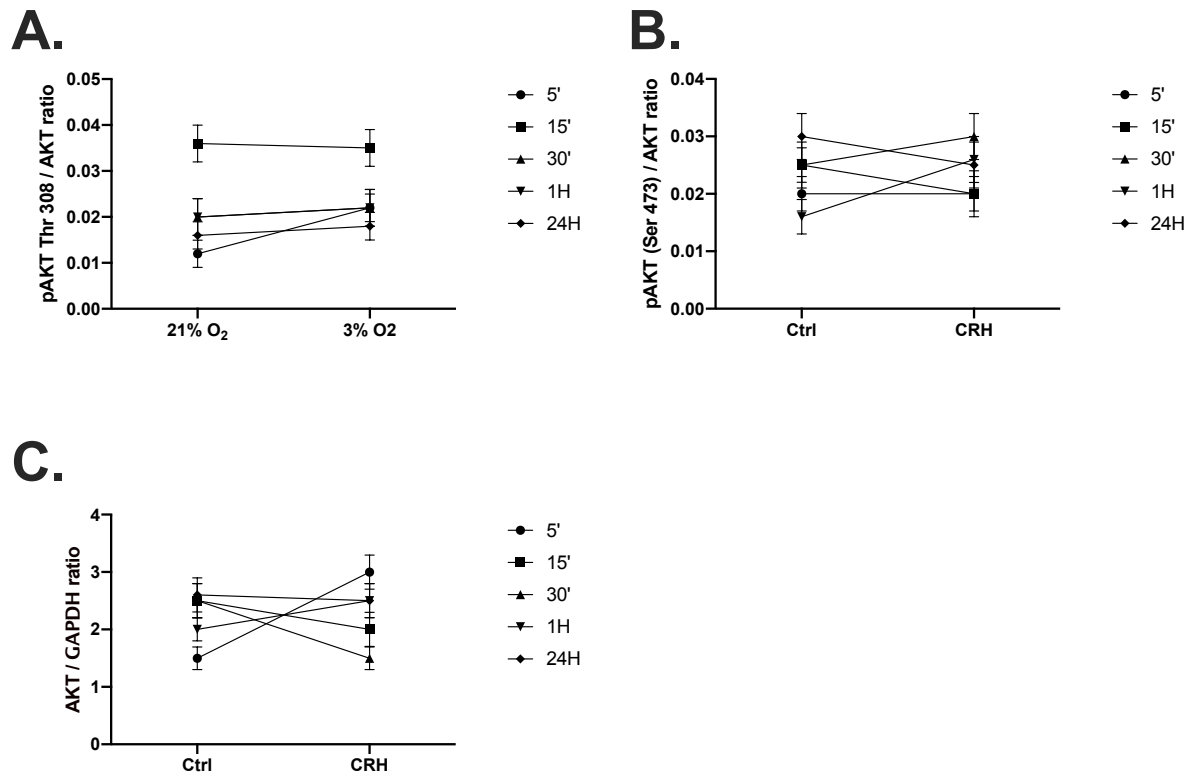 A.
pAKT Thr 308 / AKT ratio
0.05
0.04
0.03
0.02
0.01
0.00
21% O₂
3% O2
5'
15'
30'
1H
24H
B.
pAKT (Ser 473) / AKT ratio
0.04
0.03
0.02
0.01
0.00
Ctrl
CRH
5'
15'
30'
1H
24H
C.
AKT / GAPDH ratio
4
3
2
1
0
Ctrl
CRH
5'
15'
30'
1H
24H